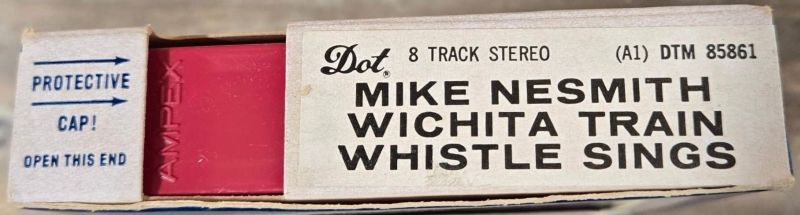 PROTECTIVE
CAP!
OPEN THIS END
AMPEX
Dot® 8 TRACK STEREO (A1) DTM 85861
MIKE NESMITH
WICHITA TRAIN
WHISTLE SINGS